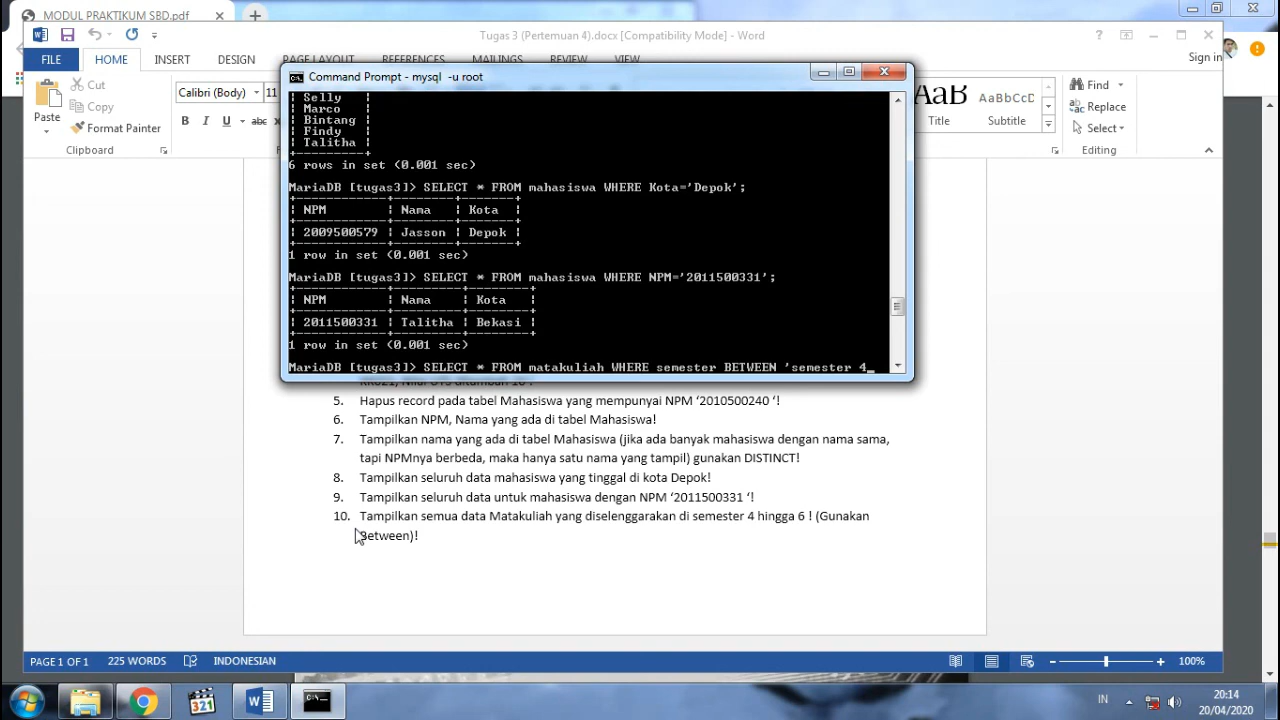 MODUL PRAKTIKUM SBD.pdf
Tugas 3 (Pertemuan 4).docx [Compatibility Mode] - Word
Sign in
FILE HOME INSERT DESIGN PAGE LAYOUT REFERENCES MAILINGS REVIEW VIEW
Paste
Cut
Copy
Format Painter
Clipboard
Calibri (Body) 11
B I U abc
AaB AaBbCcD
Title Subtitle
Find
Replace
Select
Editing
Command Prompt - mysql -u root
| Selly |
| Marco |
| Bintang |
| Findy |
| Talitha |
+---------+
6 rows in set (0.001 sec)
MariaDB [tugas3]> SELECT * FROM mahasiswa WHERE Kota='Depok';
+------------+--------+-------+
| NPM | Nama | Kota |
+------------+--------+-------+
| 2009500579 | Jasson | Depok |
+------------+--------+-------+
1 row in set (0.001 sec)
MariaDB [tugas3]> SELECT * FROM mahasiswa WHERE NPM='2011500331';
+------------+---------+--------+
| NPM | Nama | Kota |
+------------+---------+--------+
| 2011500331 | Talitha | Bekasi |
+------------+---------+--------+
1 row in set (0.001 sec)
MariaDB [tugas3]> SELECT * FROM matakuliah WHERE semester BETWEEN 'semester 4_
5. Hapus record pada tabel Mahasiswa yang mempunyai NPM ‘2010500240 ‘!
6. Tampilkan NPM, Nama yang ada di tabel Mahasiswa!
7. Tampilkan nama yang ada di tabel Mahasiswa (jika ada banyak mahasiswa dengan nama sama,
tapi NPMnya berbeda, maka hanya satu nama yang tampil) gunakan DISTINCT!
8. Tampilkan seluruh data mahasiswa yang tinggal di kota Depok!
9. Tampilkan seluruh data untuk mahasiswa dengan NPM ‘2011500331 ‘!
10. Tampilkan semua data Matakuliah yang diselenggarakan di semester 4 hingga 6 ! (Gunakan
Between)!
PAGE 1 OF 1 225 WORDS INDONESIAN
100%
321
IN
20:14
20/04/2020